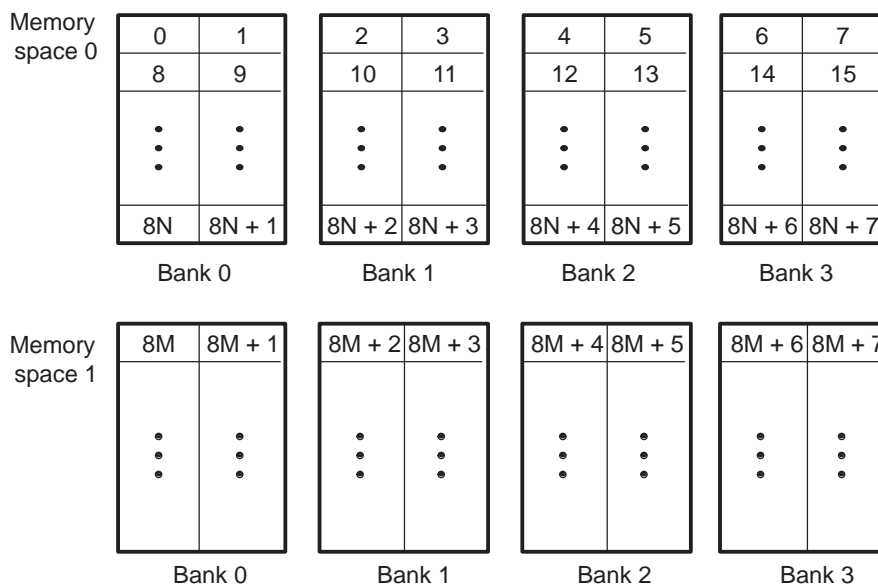 Memory space 0
0 1 2 3 4 5 6 7
8 9 10 11 12 13 14 15
8N 8N + 1 8N + 2 8N + 3 8N + 4 8N + 5 8N + 6 8N + 7
Bank 0 Bank 1 Bank 2 Bank 3
Memory space 1
8M 8M + 1 8M + 2 8M + 3 8M + 4 8M + 5 8M + 6 8M + 7
Bank 0 Bank 1 Bank 2 Bank 3